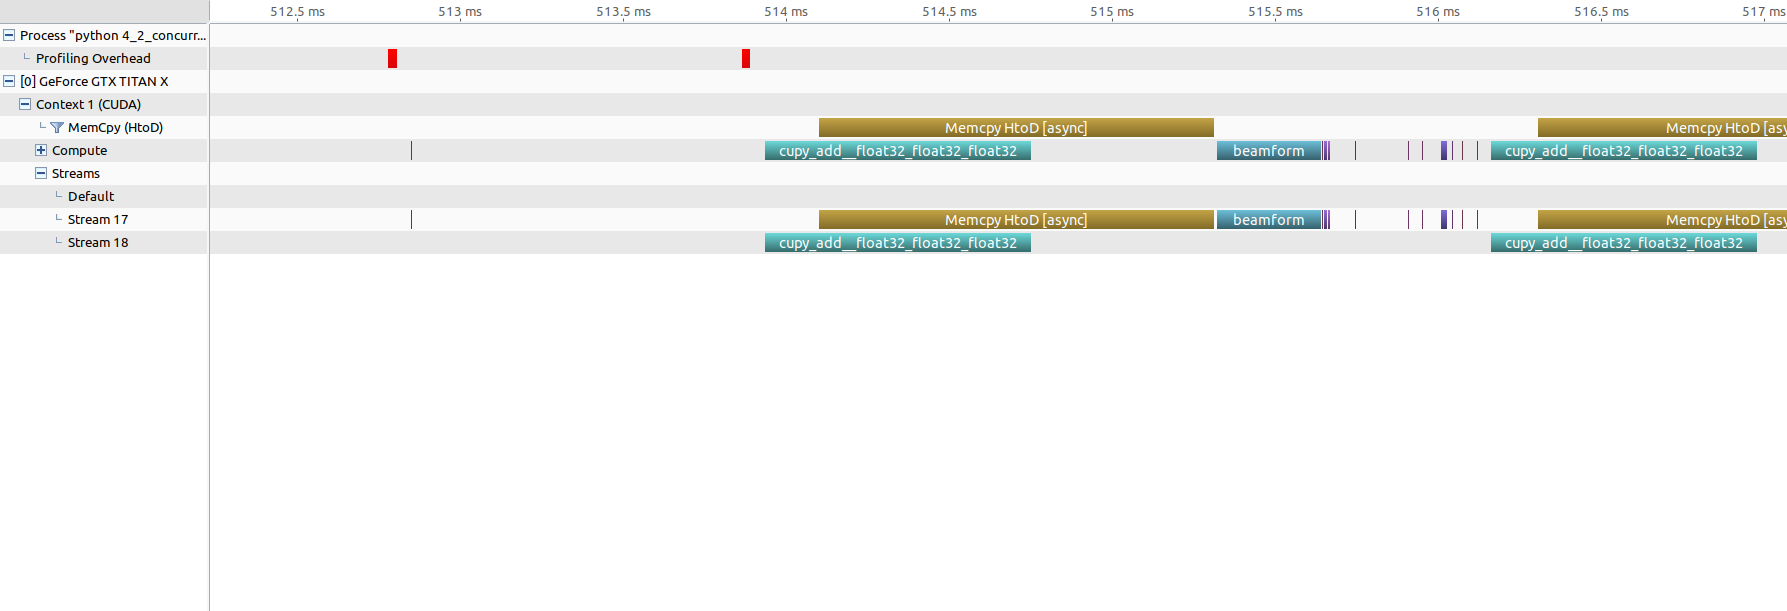 512.5 ms 513 ms 513.5 ms 514 ms 514.5 ms 515 ms 515.5 ms 516 ms 516.5 ms 517 ms
Process "python 4_2_concurr...
Profiling Overhead
[0] GeForce GTX TITAN X
Context 1 (CUDA)
MemCpy (HtoD) Memcpy HtoD [async] Memcpy HtoD [asy
Compute cupy_add__float32_float32_float32 beamform cupy_add__float32_float32_float32
Streams
Default
Stream 17 Memcpy HtoD [async] beamform Memcpy HtoD [asy
Stream 18 cupy_add__float32_float32_float32 cupy_add__float32_float32_float32